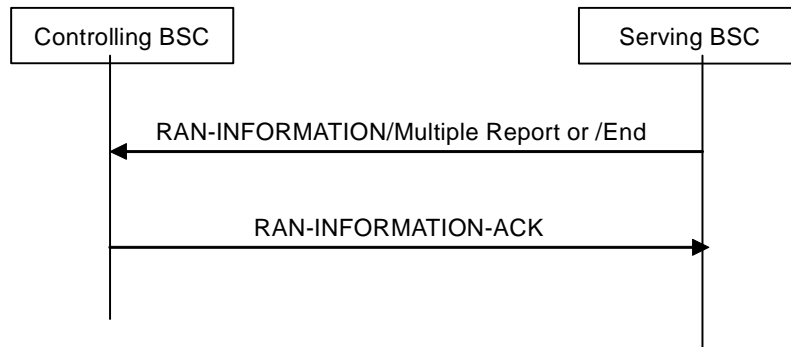 Controlling BSC
Serving BSC
RAN-INFORMATION/Multiple Report or /End
RAN-INFORMATION-ACK